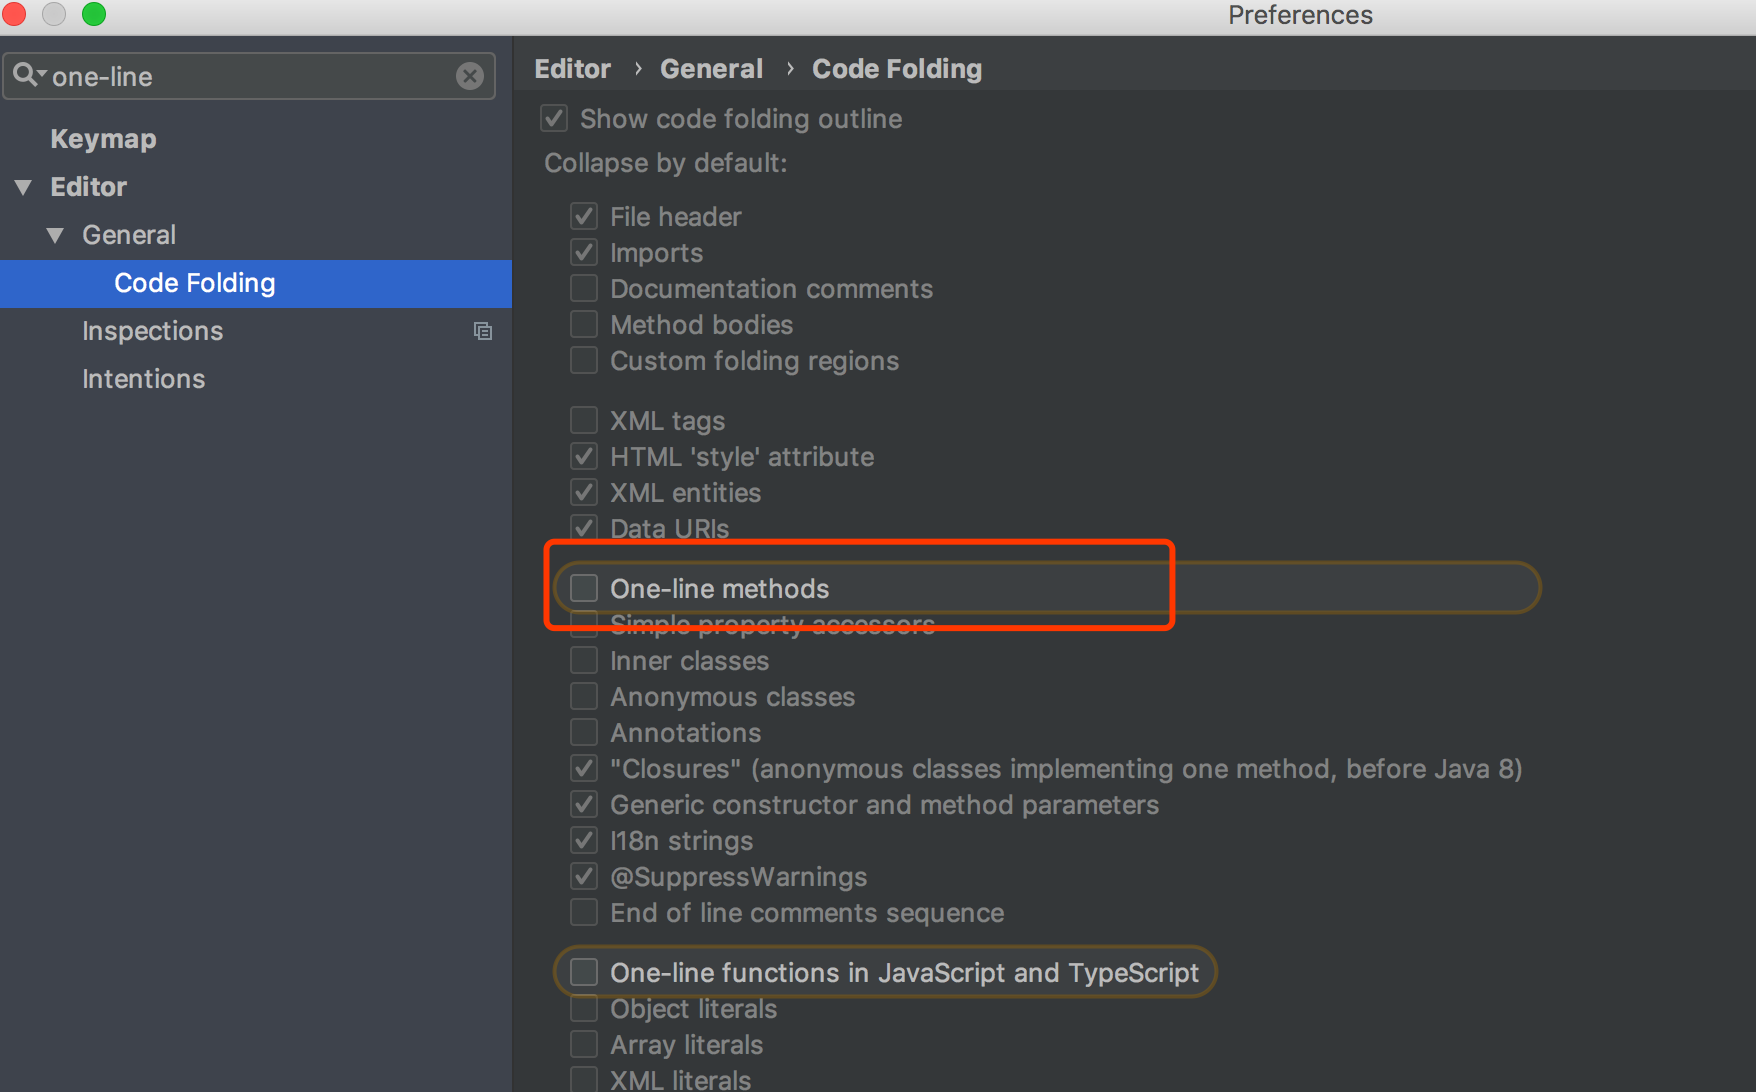 Preferences
one-line
Keymap
Editor
General
Code Folding
Inspections
Intentions
Editor › General › Code Folding
Show code folding outline
Collapse by default:
File header
Imports
Documentation comments
Method bodies
Custom folding regions
XML tags
HTML 'style' attribute
XML entities
Data URIs
One-line methods
Simple property accessors
Inner classes
Anonymous classes
Annotations
"Closures" (anonymous classes implementing one method, before Java 8)
Generic constructor and method parameters
I18n strings
@SuppressWarnings
End of line comments sequence
One-line functions in JavaScript and TypeScript
Object literals
Array literals
XML literals